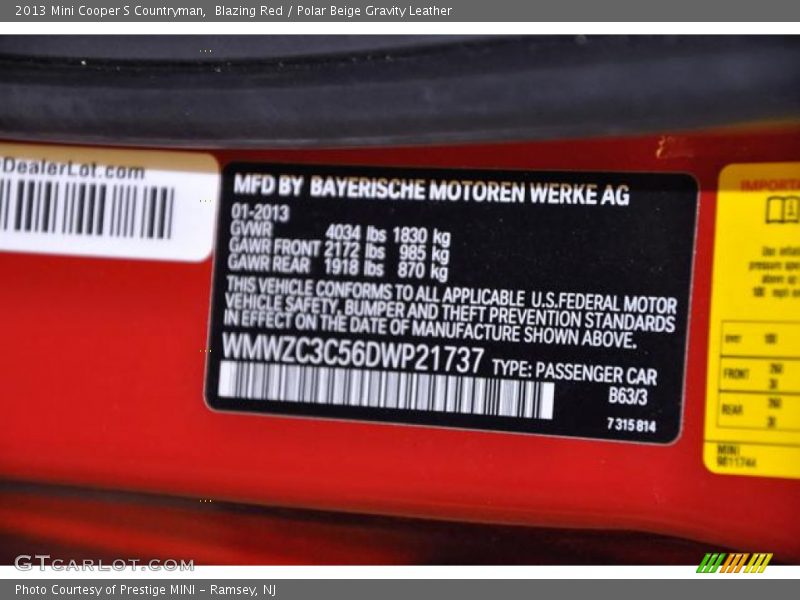 2013 Mini Cooper S Countryman,  Blazing Red / Polar Beige Gravity Leather
DealerLot.com
MFD BY BAYERISCHE MOTOREN WERKE AG
01-2013
GVWR 4034 lbs 1830 kg
GAWR FRONT 2172 lbs 985 kg
GAWR REAR 1918 lbs 870 kg
THIS VEHICLE CONFORMS TO ALL APPLICABLE U.S.FEDERAL MOTOR
VEHICLE SAFETY, BUMPER AND THEFT PREVENTION STANDARDS
IN EFFECT ON THE DATE OF MANUFACTURE SHOWN ABOVE.
WMWZC3C56DWP21737 TYPE: PASSENGER CAR
B63/3
7 315 814
FRONT
REAR
MINI
GTCARLOT.COM
Photo Courtesy of Prestige MINI - Ramsey, NJ